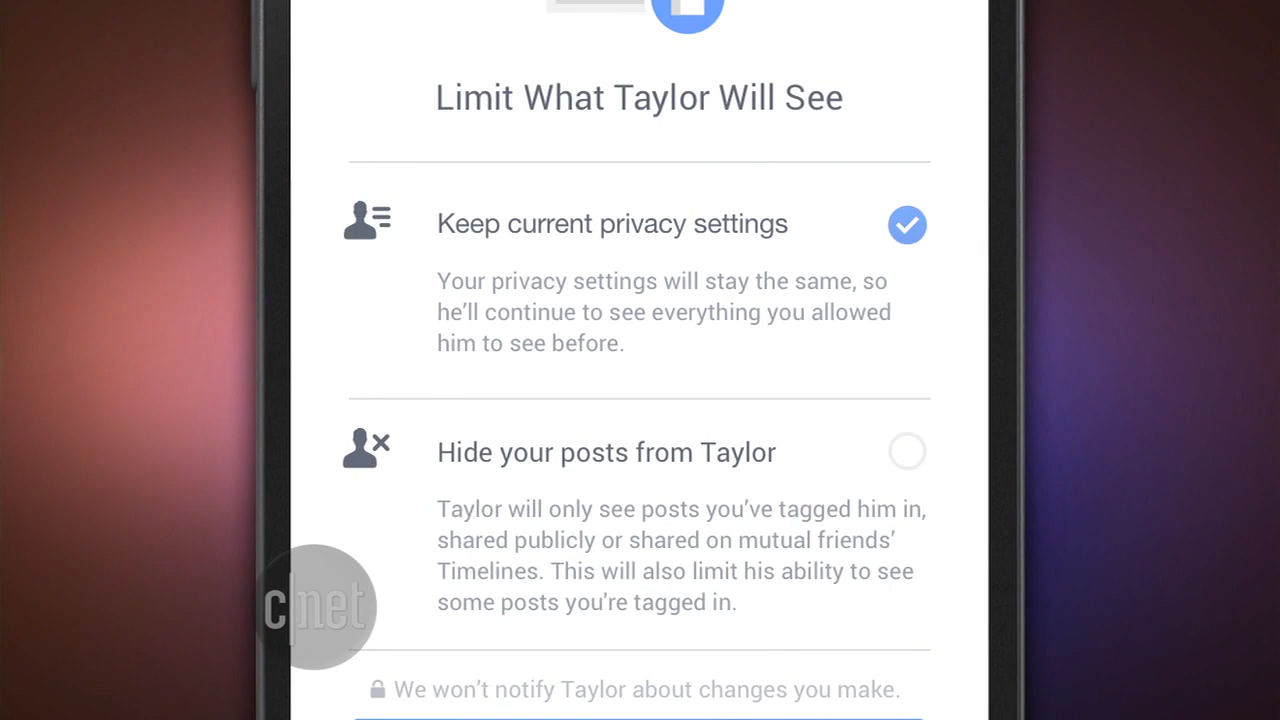 Limit What Taylor Will See
Keep current privacy settings
Your privacy settings will stay the same, so
he’ll continue to see everything you allowed
him to see before.
Hide your posts from Taylor
Taylor will only see posts you’ve tagged him in,
shared publicly or shared on mutual friends’
Timelines. This will also limit his ability to see
some posts you're tagged in.
c|net
We won’t notify Taylor about changes you make.